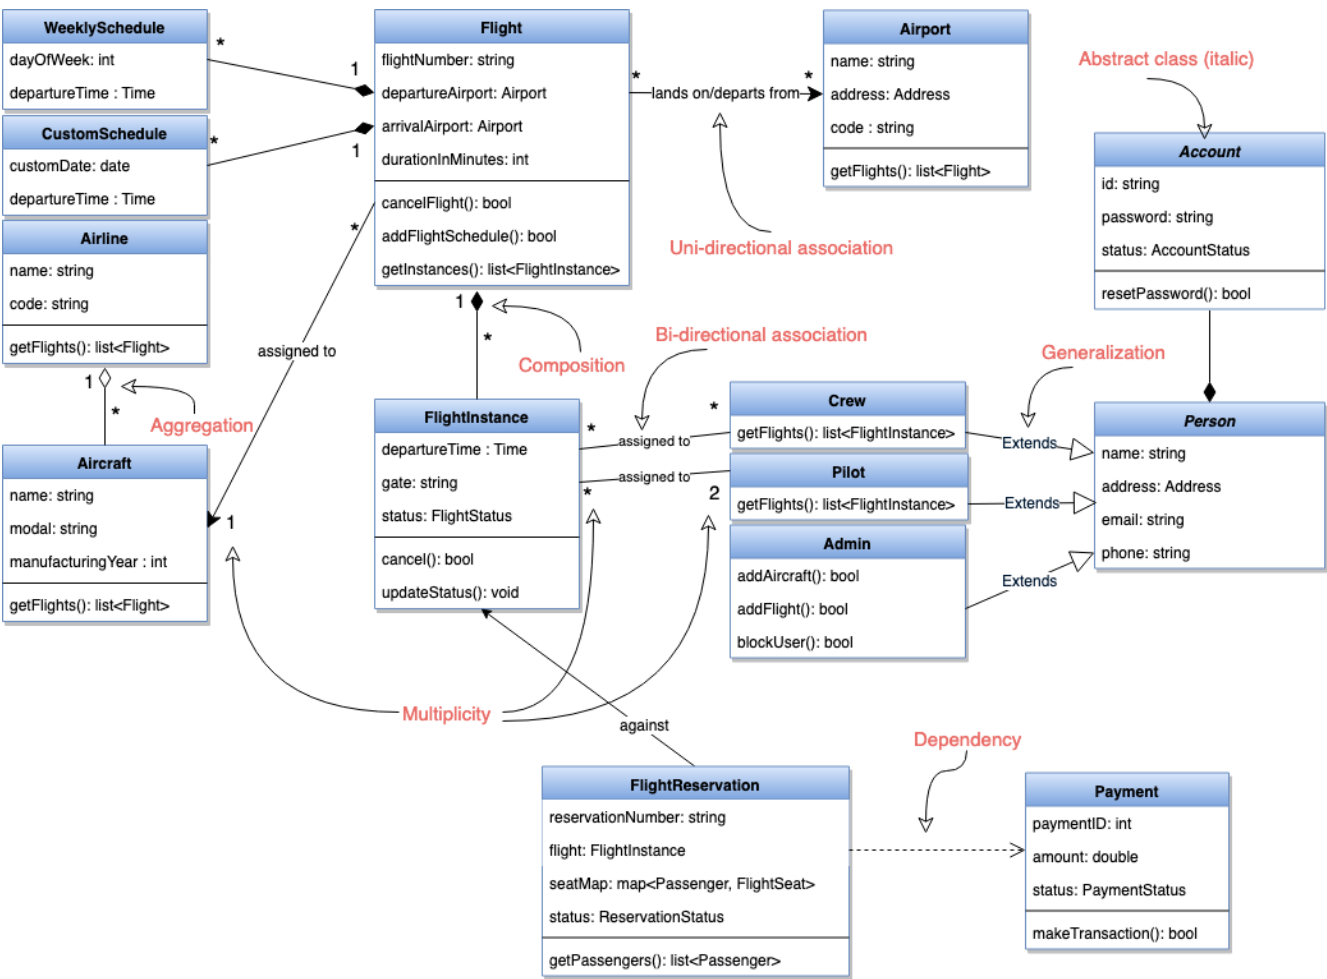 WeeklySchedule
dayOfWeek: int
departureTime : Time
*
1
Flight
flightNumber: string
departureAirport: Airport
arrivalAirport: Airport
durationInMinutes: int
cancelFlight(): bool
addFlightSchedule(): bool
getInstances(): list<FlightInstance>
*
lands on/departs from
*
Airport
name: string
address: Address
code : string
getFlights(): list<Flight>
Abstract class (italic)
Account
id: string
password: string
status: AccountStatus
resetPassword(): bool
CustomSchedule
customDate: date
departureTime : Time
*
1
Airline
name: string
code: string
getFlights(): list<Flight>
*
assigned to
1
Uni-directional association
1
*
Aggregation
1
*
Composition
Bi-directional association
Generalization
Aircraft
name: string
modal: string
manufacturingYear : int
getFlights(): list<Flight>
FlightInstance
departureTime : Time
gate: string
status: FlightStatus
cancel(): bool
updateStatus(): void
*
assigned to
*
*
assigned to
2
Crew
getFlights(): list<FlightInstance>
Pilot
getFlights(): list<FlightInstance>
Admin
addAircraft(): bool
addFlight(): bool
blockUser(): bool
Extends
Extends
Extends
Person
name: string
address: Address
email: string
phone: string
Multiplicity
against
Dependency
FlightReservation
reservationNumber: string
flight: FlightInstance
seatMap: map<Passenger, FlightSeat>
status: ReservationStatus
getPassengers(): list<Passenger>
Payment
paymentID: int
amount: double
status: PaymentStatus
makeTransaction(): bool